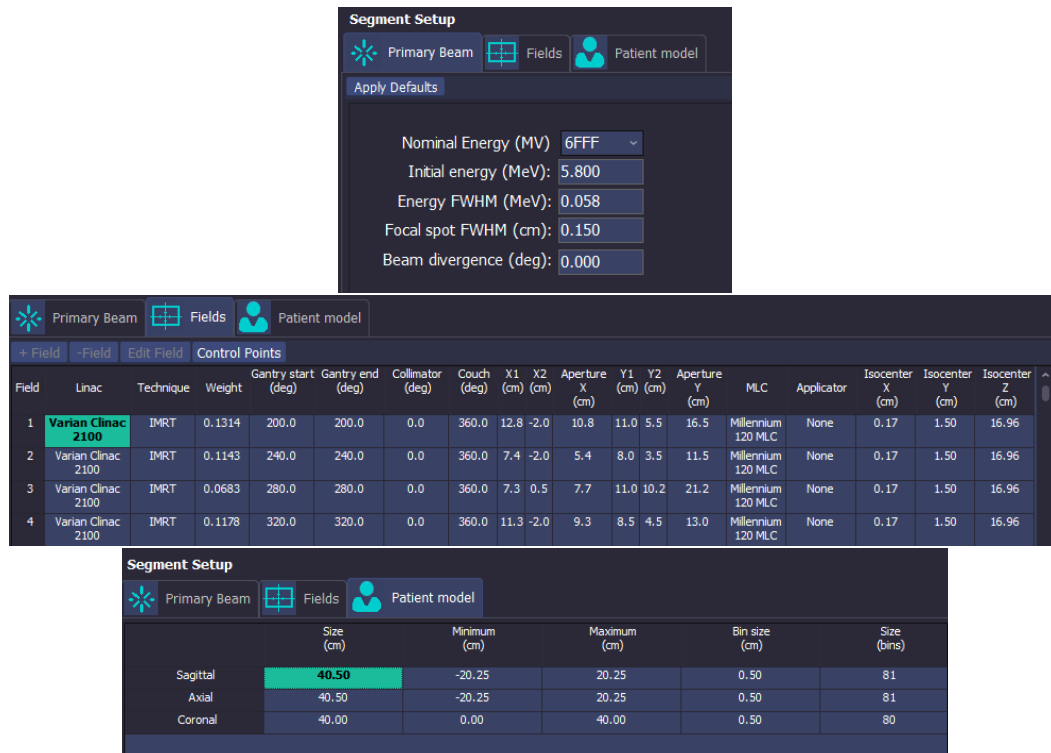 Segment Setup
Primary Beam Fields Patient model
Apply Defaults
Nominal Energy (MV) 6FFF
Initial energy (MeV): 5.800
Energy FWHM (MeV): 0.058
Focal spot FWHM (cm): 0.150
Beam divergence (deg): 0.000
Primary Beam Fields Patient model
+ Field -Field Edit Field Control Points
Field Linac Technique Weight Gantry start (deg) Gantry end (deg) Collimator (deg) Couch (deg) X1 (cm) X2 (cm) Aperture X (cm) Y1 (cm) Y2 (cm) Aperture Y (cm) MLC Applicator Isocenter X (cm) Isocenter Y (cm) Isocenter Z (cm)
1 Varian Clinac 2100 IMRT 0.1314 200.0 200.0 0.0 360.0 12.8 -2.0 10.8 11.0 5.5 16.5 Millennium 120 MLC None 0.17 1.50 16.96
2 Varian Clinac 2100 IMRT 0.1143 240.0 240.0 0.0 360.0 7.4 -2.0 5.4 8.0 3.5 11.5 Millennium 120 MLC None 0.17 1.50 16.96
3 Varian Clinac 2100 IMRT 0.0683 280.0 280.0 0.0 360.0 7.3 0.5 7.7 11.0 10.2 21.2 Millennium 120 MLC None 0.17 1.50 16.96
4 Varian Clinac 2100 IMRT 0.1178 320.0 320.0 0.0 360.0 11.3 -2.0 9.3 8.5 4.5 13.0 Millennium 120 MLC None 0.17 1.50 16.96
Segment Setup
Primary Beam Fields Patient model
Size (cm) Minimum (cm) Maximum (cm) Bin size (cm) Size (bins)
Sagittal 40.50 -20.25 20.25 0.50 81
Axial 40.50 -20.25 20.25 0.50 81
Coronal 40.00 0.00 40.00 0.50 80